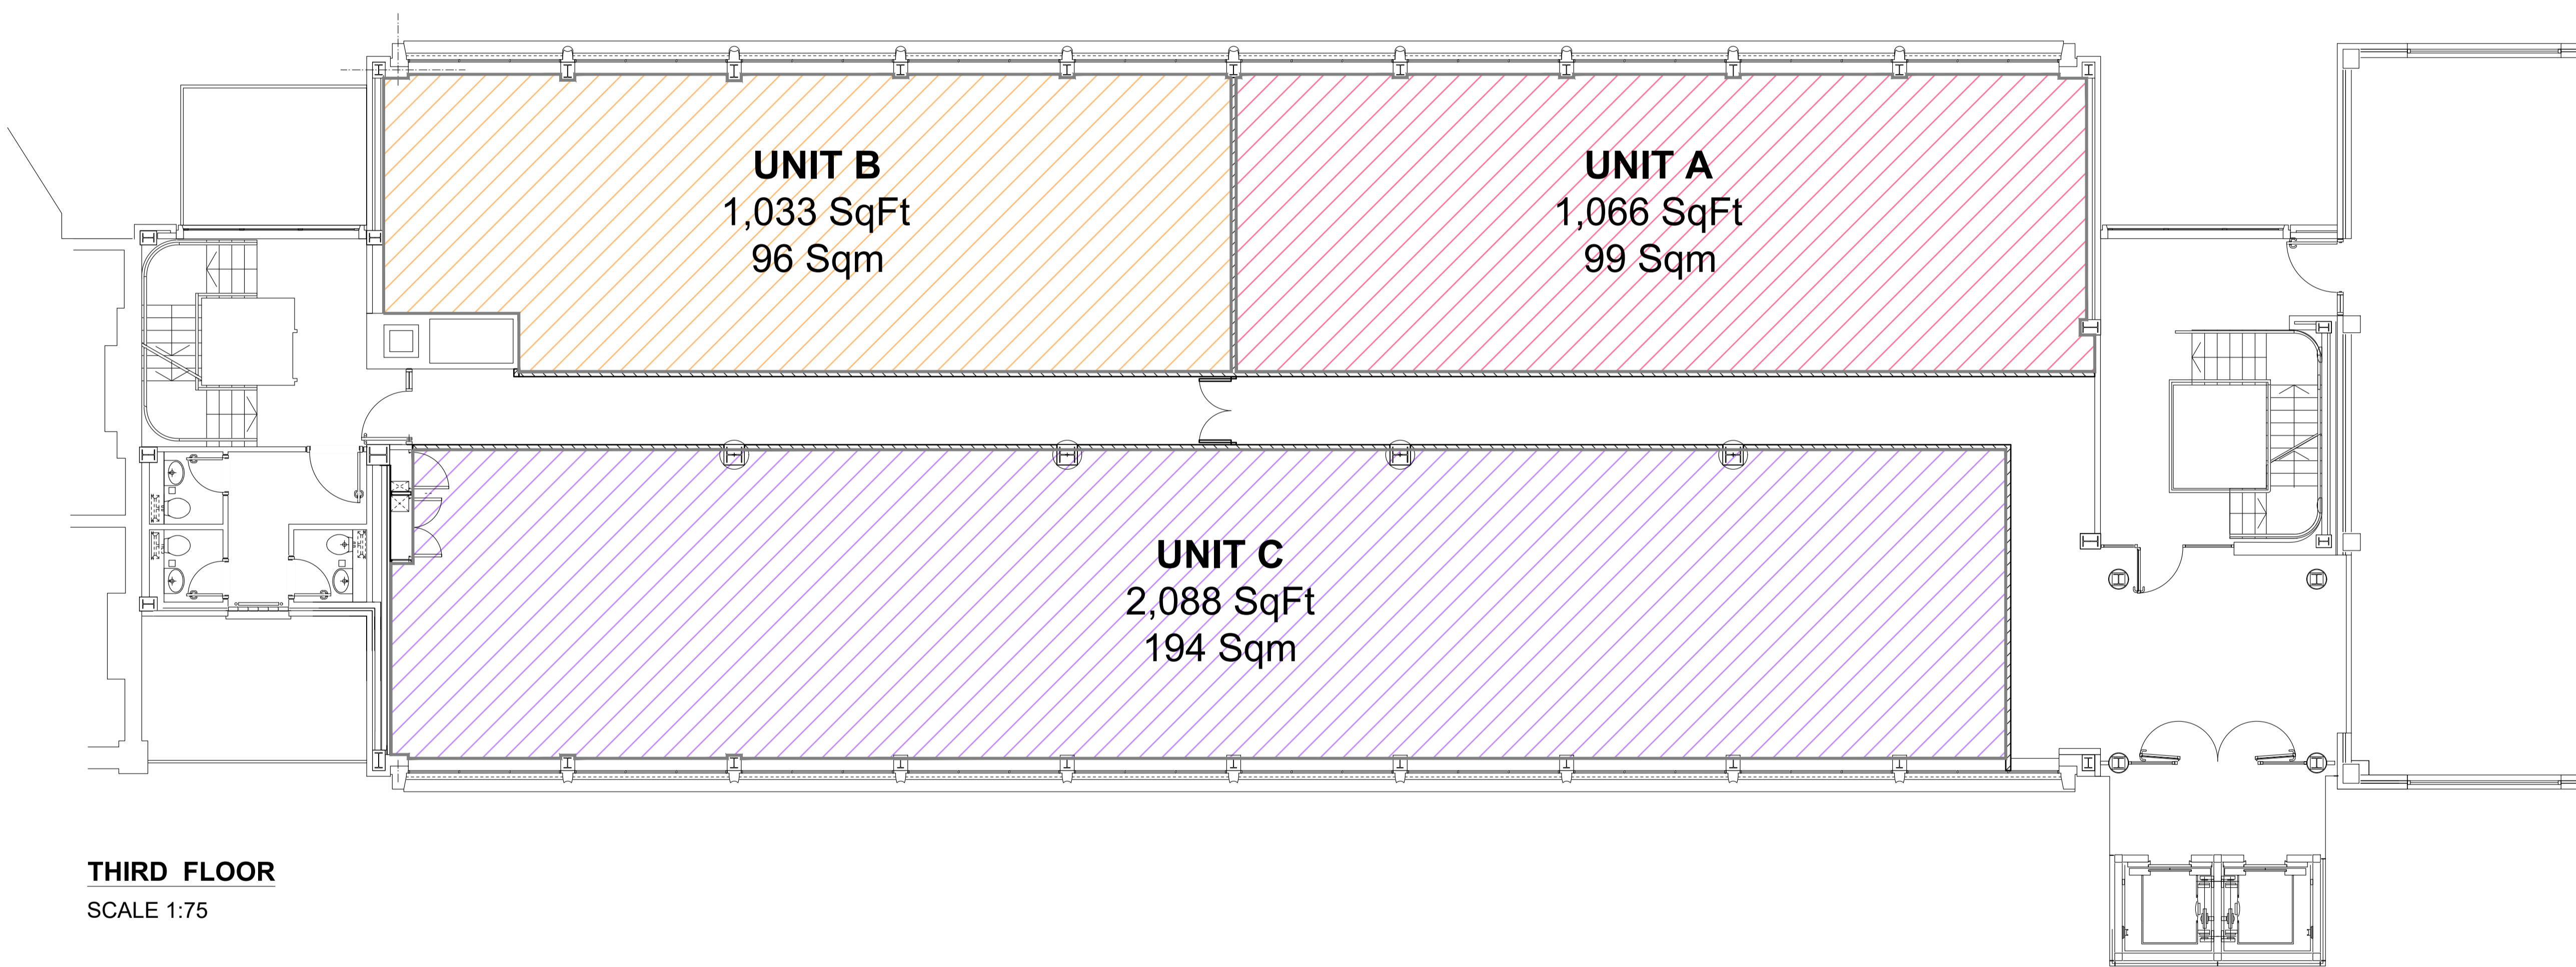 UNIT B
1,033 SqFt
96 Sqm
UNIT A
1,066 SqFt
99 Sqm
UNIT C
2,088 SqFt
194 Sqm
THIRD FLOOR
SCALE 1:75